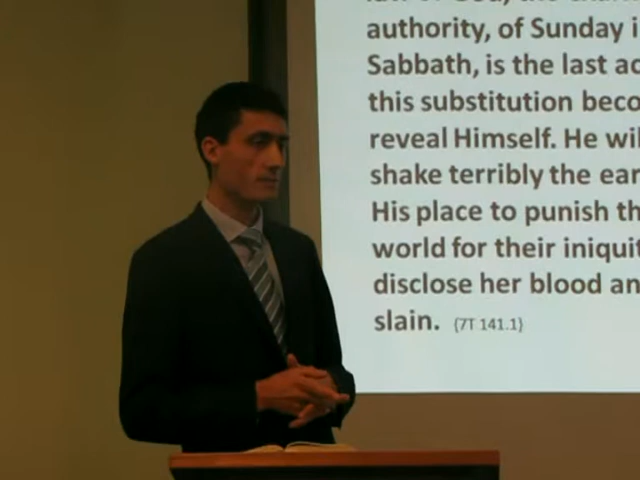 authority, of Sunday i
Sabbath, is the last ac
this substitution beco
reveal Himself. He wil
shake terribly the ear
His place to punish th
world for their iniquit
disclose her blood an
slain. {7T 141.1}